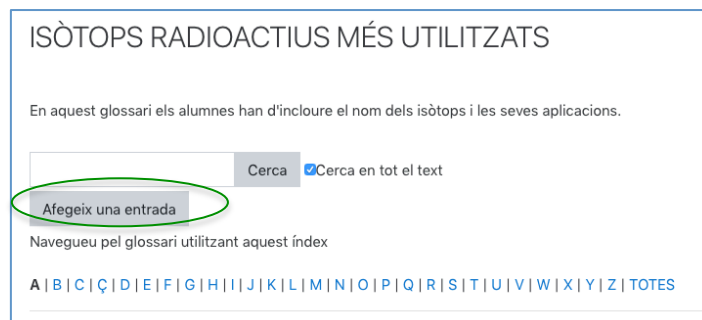 ISÒTOPS RADIOACTIUS MÉS UTILITZATS
En aquest glossari els alumnes han d'incloure el nom dels isòtops i les seves aplicacions.
Cerca Cerca en tot el text
Afegeix una entrada
Navegueu pel glossari utilitzant aquest índex
A | B | C | Ç | D | E | F | G | H | I | J | K | L | M | N | O | P | Q | R | S | T | U | V | W | X | Y | Z | TOTES